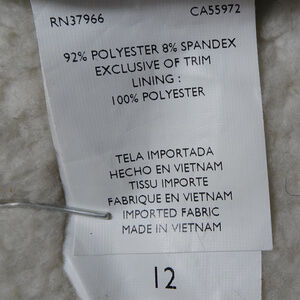 RN37966 CA55972
92% POLYESTER 8% SPANDEX
EXCLUSIVE OF TRIM
LINING :
100% POLYESTER
TELA IMPORTADA
HECHO EN VIETNAM
TISSU IMPORTE
FABRIQUE EN VIETNAM
IMPORTED FABRIC
MADE IN VIETNAM
12